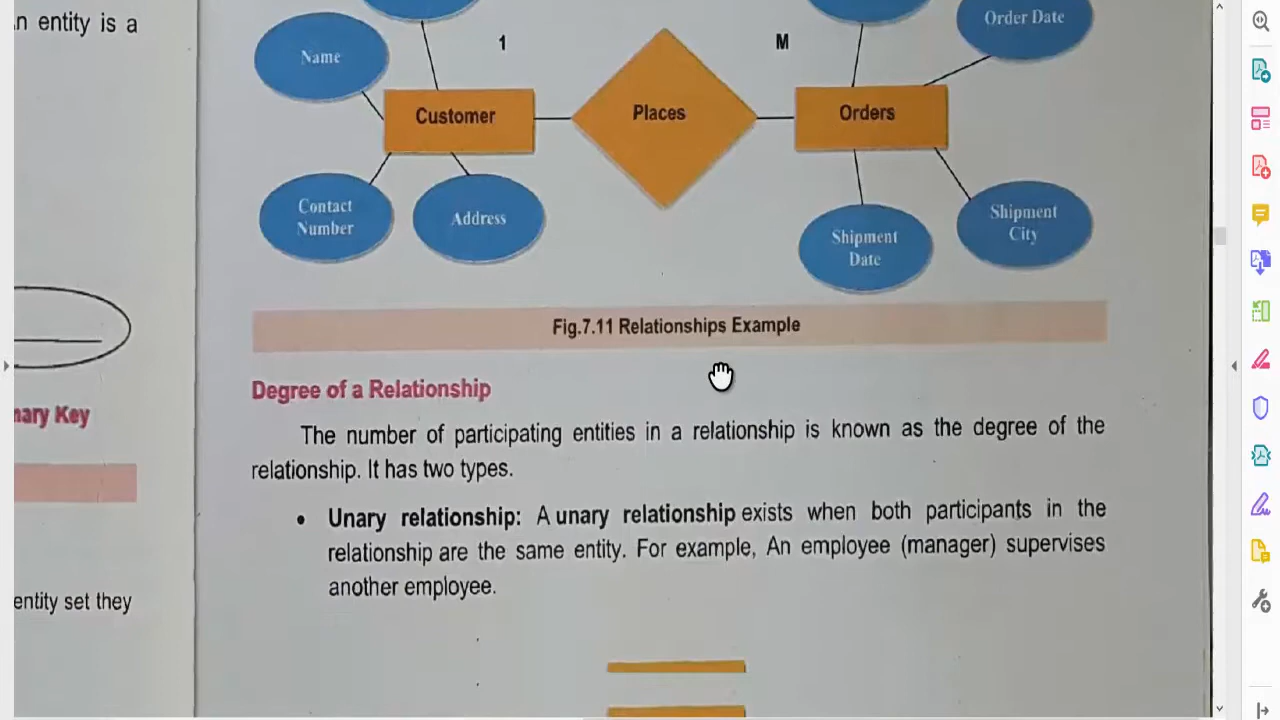 n entity is a
Order Date
Name
1
M
Customer
Places
Orders
Contact
Number
Address
Shipment
Date
Shipment
City
Fig.7.11 Relationships Example
Degree of a Relationship
nary Key
The number of participating entities in a relationship is known as the degree of the
relationship. It has two types.
• Unary relationship: A unary relationship exists when both participants in the
relationship are the same entity. For example, An employee (manager) supervises
another employee.
entity set they